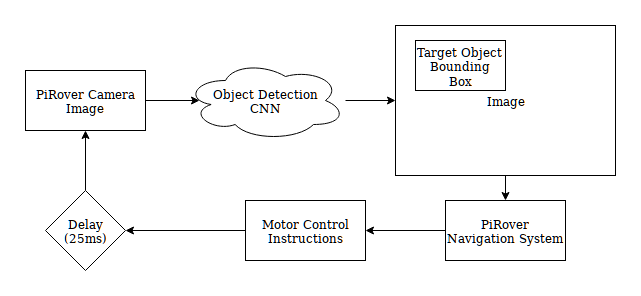 PiRover Camera
Image
Object Detection
CNN
Target Object
Bounding
Box
Image
PiRover
Navigation System
Motor Control
Instructions
Delay
(25ms)